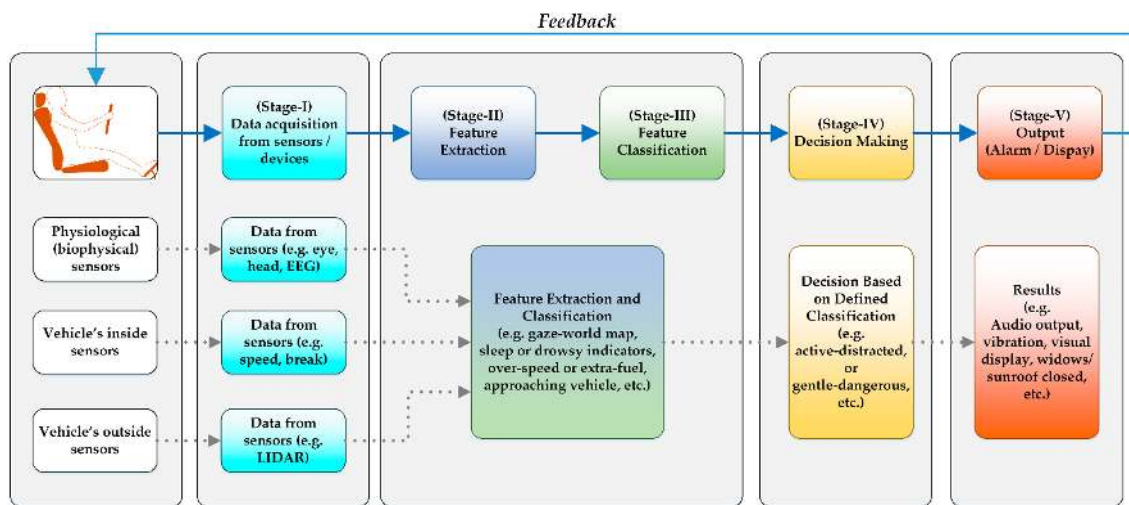 Feedback
(Stage-I)
Data acquisition
from sensors /
devices
(Stage-II)
Feature
Extraction
(Stage-III)
Feature
Classification
(Stage-IV)
Decision Making
(Stage-V)
Output
(Alarm / Dispay)
Physiological
(biophysical)
sensors
Data from
sensors (e.g. eye,
head, EEG)
Vehicle's inside
sensors
Data from
sensors (e.g.
speed, break)
Vehicle's outside
sensors
Data from
sensors (e.g.
LIDAR)
Feature Extraction and
Classification
(e.g. gaze-world map,
sleep or drowsy indicators,
over-speed or extra-fuel,
approaching vehicle, etc.)
Decision Based
on Defined
Classification
(e.g.
active-distracted,
or
gentle-dangerous,
etc.)
Results
(e.g.
Audio output,
vibration, visual
display, widows/
sunroof closed,
etc.)